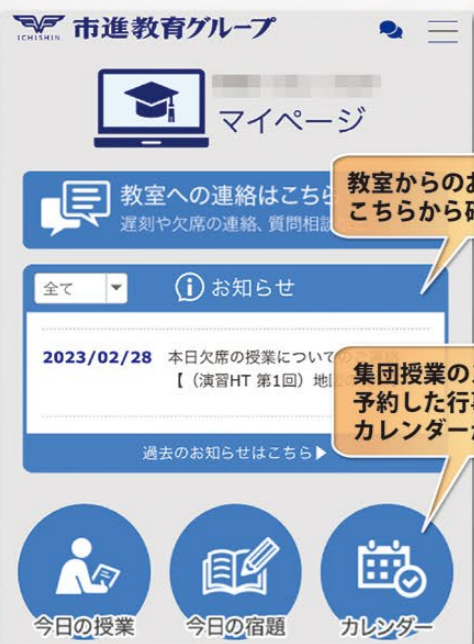 ICHISHIN
市進教育グループ
マイページ
教室への連絡はこちら
遅刻や欠席の連絡、質問相談
教室からのお
こちらから確
全て
お知らせ
2023/02/28 本日欠席の授業について
【（演習HT 第1回）地
集団授業の
予約した行
カレンダー
過去のお知らせはこちら▶
今日の授業
今日の宿題
カレンダー